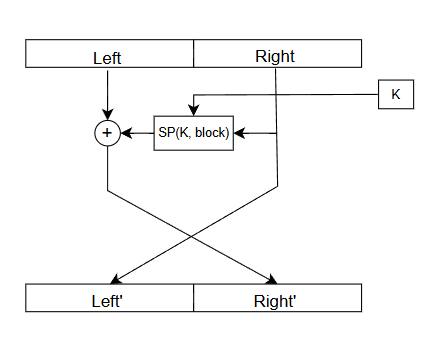 Left
Right
K
+
SP(K, block)
Left'
Right'